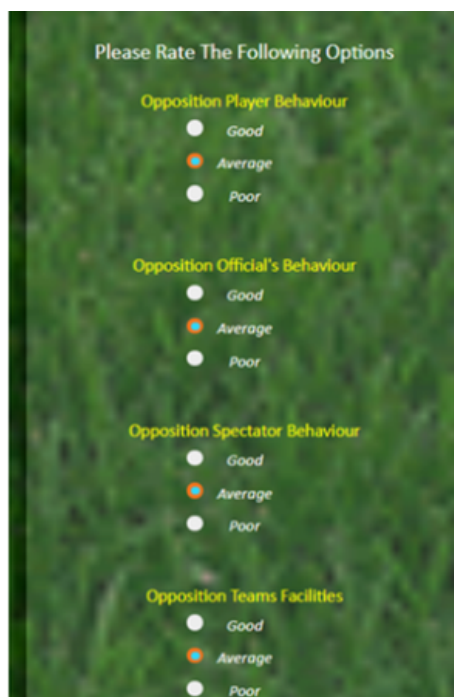 Please Rate The Following Options
Opposition Player Behaviour
Good
Average
Poor
Opposition Official's Behaviour
Good
Average
Poor
Opposition Spectator Behaviour
Good
Average
Poor
Opposition Teams Facilities
Good
Average
Poor